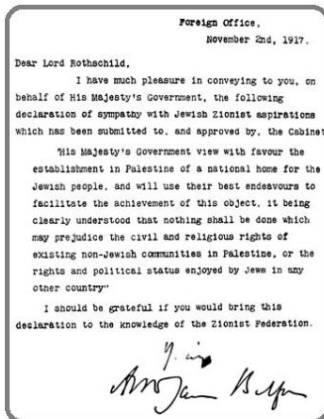 Foreign Office,
November 2nd, 1917.
Dear Lord Rothschild,
I have much pleasure in conveying to you, on
behalf of His Majesty's Government, the following
declaration of sympathy with Jewish Zionist aspirations
which has been submitted to, and approved by, the Cabinet
"His Majesty's Government view with favour the
establishment in Palestine of a national home for the
Jewish people, and will use their best endeavours to
facilitate the achievement of this object, it being
clearly understood that nothing shall be done which
may prejudice the civil and religious rights of
existing non-Jewish communities in Palestine, or the
rights and political status enjoyed by Jews in any
other country"
I should be grateful if you would bring this
declaration to the knowledge of the Zionist Federation.
Balfour